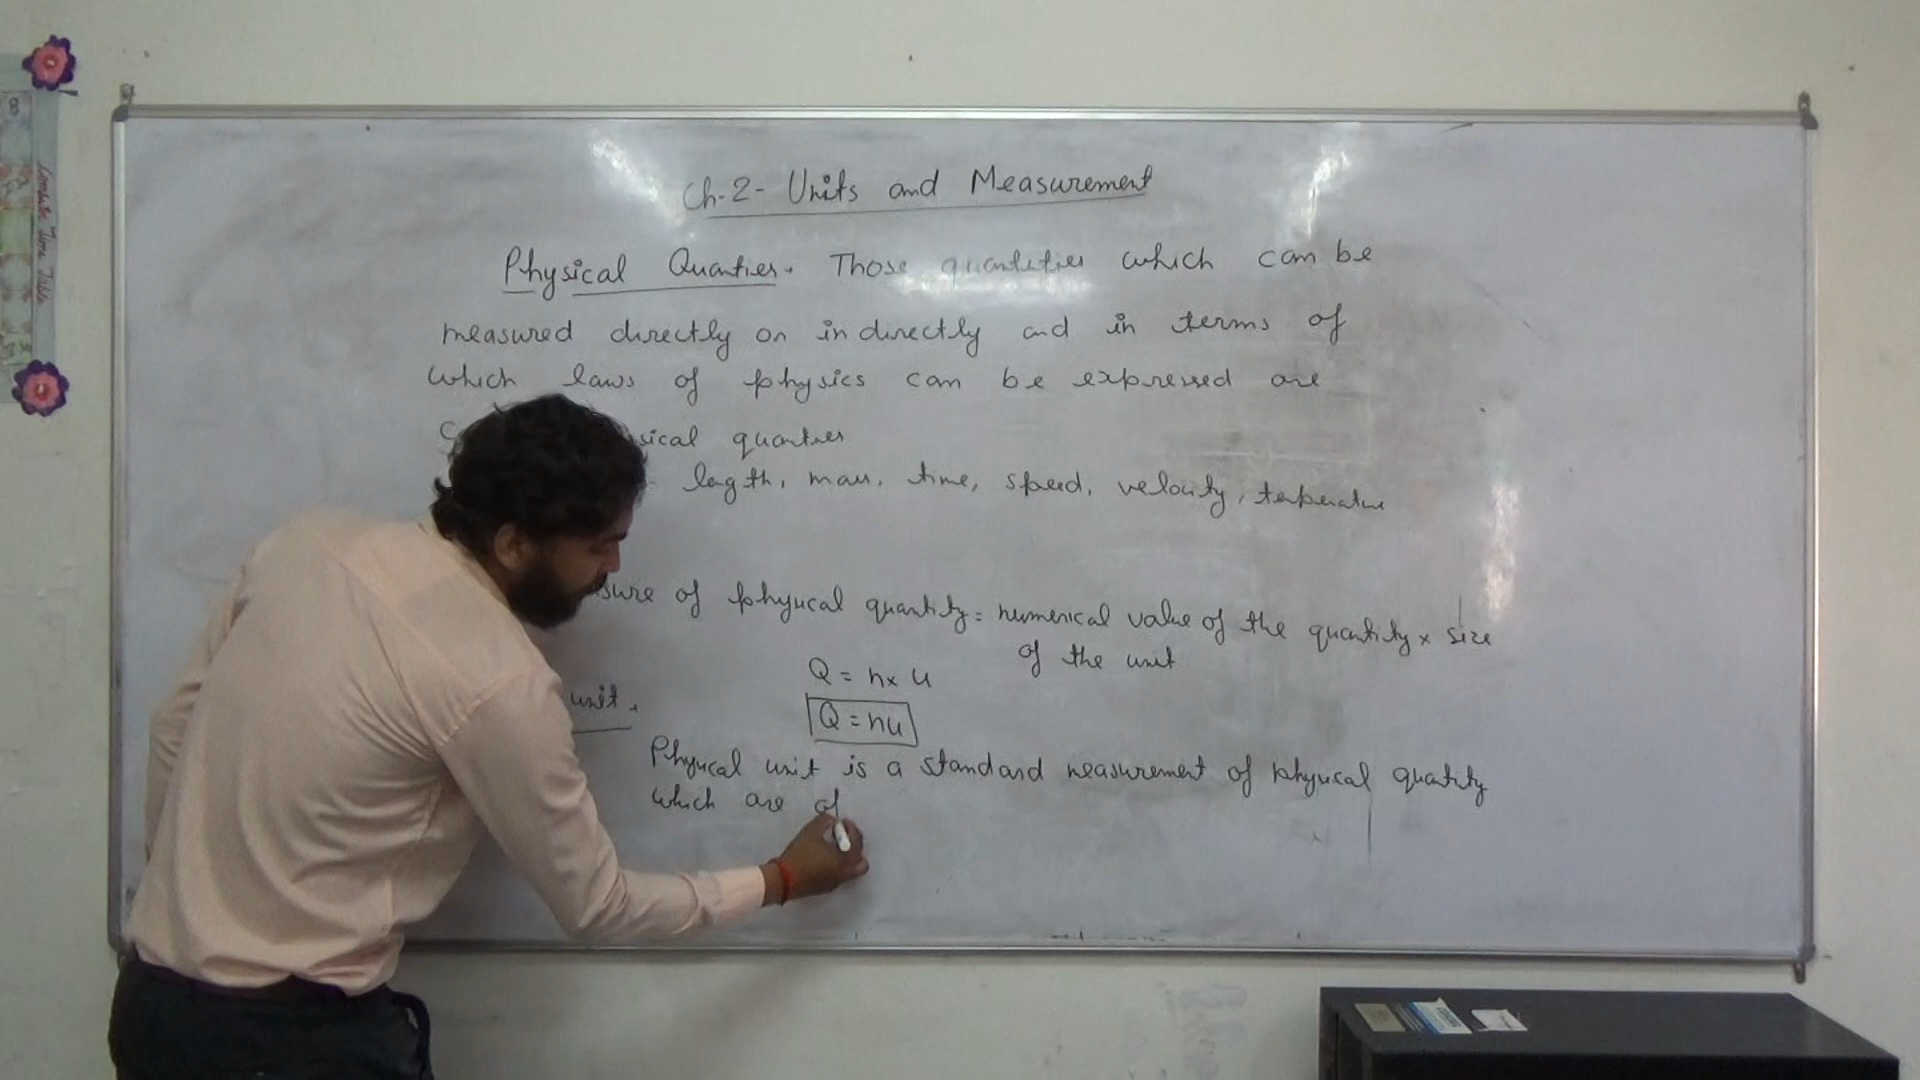 Ch-2- Units and Measurement
Physical Quanties. Those quantities which can be
measured directly or indirectly and in terms of
which laws of physics can be expressed are
sical quanties
length, mass, time, speed, velocity, temperature
sure of physical quantity = numerical value of the quantity × size
of the unit
Q = n× u
Q = nu
unit.
Physical unit is a standard measurement of physical quantity
which are of
Time Table